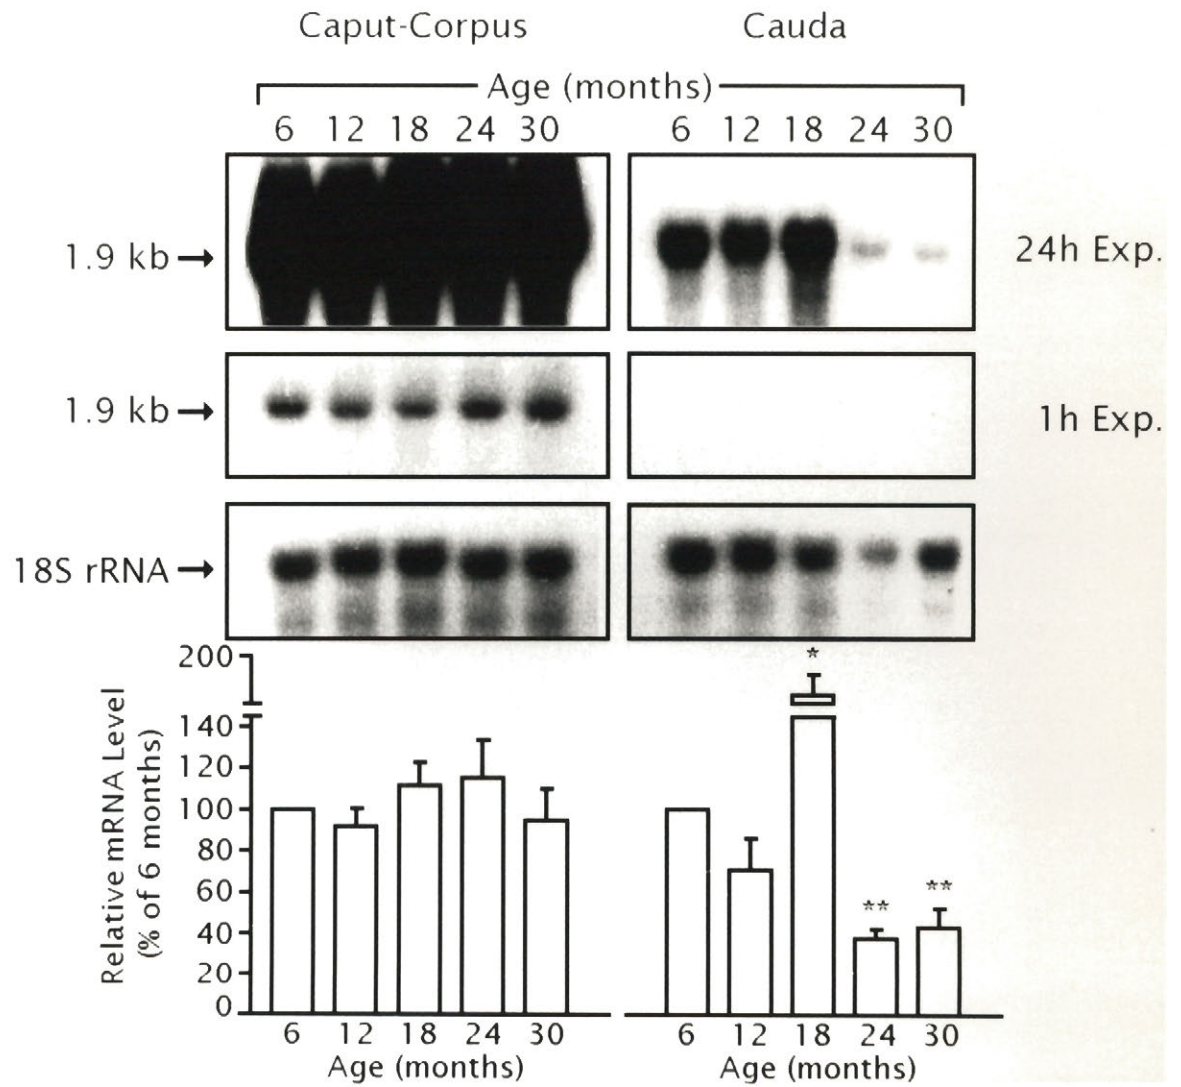 Caput-Corpus Cauda
Age (months)
6 12 18 24 30 6 12 18 24 30
1.9 kb 24h Exp.
1.9 kb 1h Exp.
18S rRNA
Relative mRNA Level
(% of 6 months)
200
140
120
100
80
60
40
20
0
*
**
**
6 12 18 24 30 6 12 18 24 30
Age (months) Age (months)